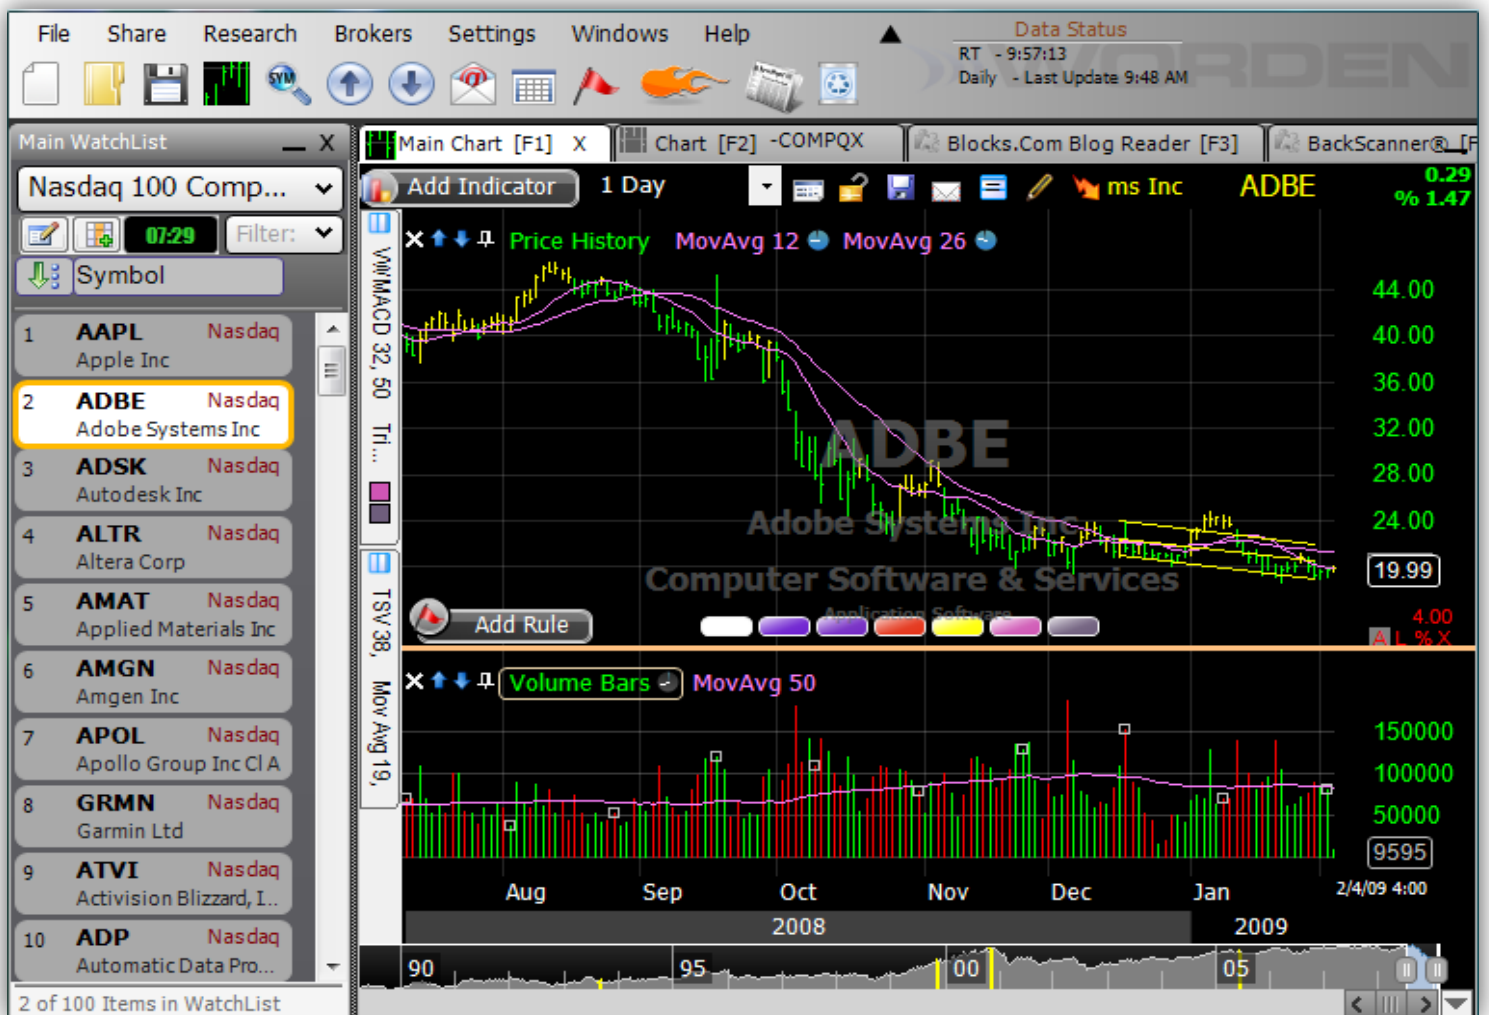 File Share Research Brokers Settings Windows Help
Data Status
RT - 9:57:13
Daily - Last Update 9:48 AM
WORDEN
SYM
@
Main WatchList X
Main Chart [F1] X
Chart [F2] -COMPQX
Blocks.Com Blog Reader [F3]
BackScanner® [F
Nasdaq 100 Comp...
07:29 Filter:
Symbol
1 AAPL Nasdaq
Apple Inc
2 ADBE Nasdaq
Adobe Systems Inc
3 ADSK Nasdaq
Autodesk Inc
4 ALTR Nasdaq
Altera Corp
5 AMAT Nasdaq
Applied Materials Inc
6 AMGN Nasdaq
Amgen Inc
7 APOL Nasdaq
Apollo Group Inc Cl A
8 GRMN Nasdaq
Garmin Ltd
9 ATVI Nasdaq
Activision Blizzard, I...
10 ADP Nasdaq
Automatic Data Pro...
2 of 100 Items in WatchList
Add Indicator 1 Day ms Inc ADBE
0.29
% 1.47
VWMACD 32, 50 Tri...
TSV 38, Mov Avg 19,
Price History MovAvg 12 MovAvg 26
44.00
40.00
36.00
32.00
28.00
24.00
19.99
4.00
A L % X
ADBE
Adobe Systems Inc
Computer Software & Services
Application Software
Add Rule
Volume Bars MovAvg 50
150000
100000
50000
9595
Aug Sep Oct Nov Dec Jan 2/4/09 4:00
2008 2009
90 95 00 05